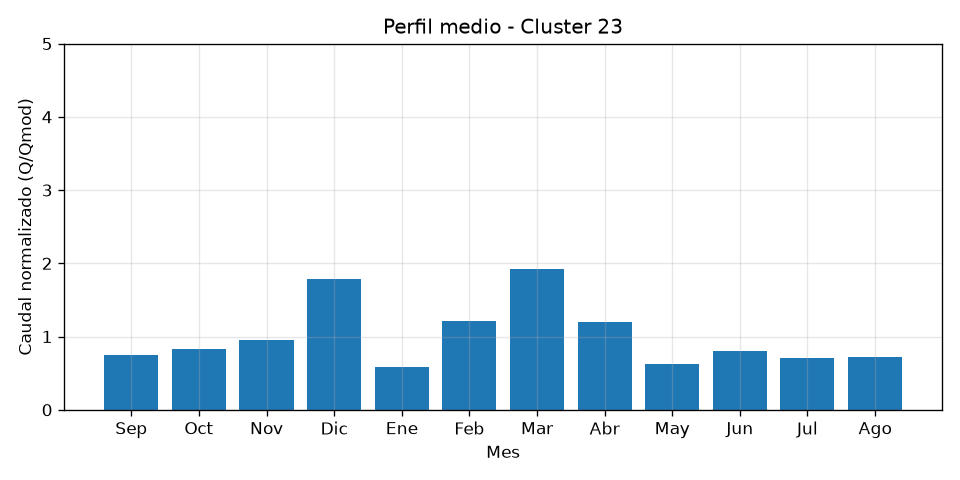 Perfil medio - Cluster 23
Caudal normalizado (Q/Qmod)
5
4
3
2
1
0
Sep Oct Nov Dic Ene Feb Mar Abr May Jun Jul Ago
Mes